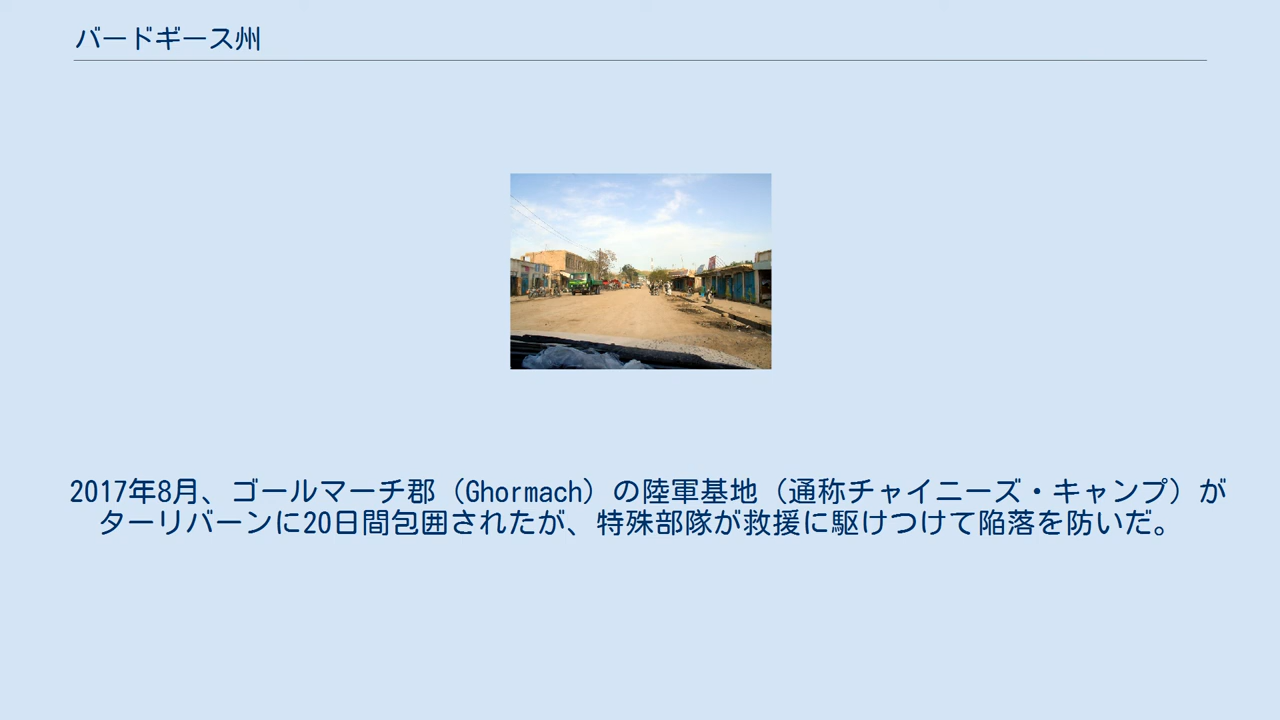 バードギース州
2017年8月、ゴールマーチ郡（Ghormach）の陸軍基地（通称チャイニーズ・キャンプ）が
ターリバーンに20日間包囲されたが、特殊部隊が救援に駆けつけて陥落を防いだ。